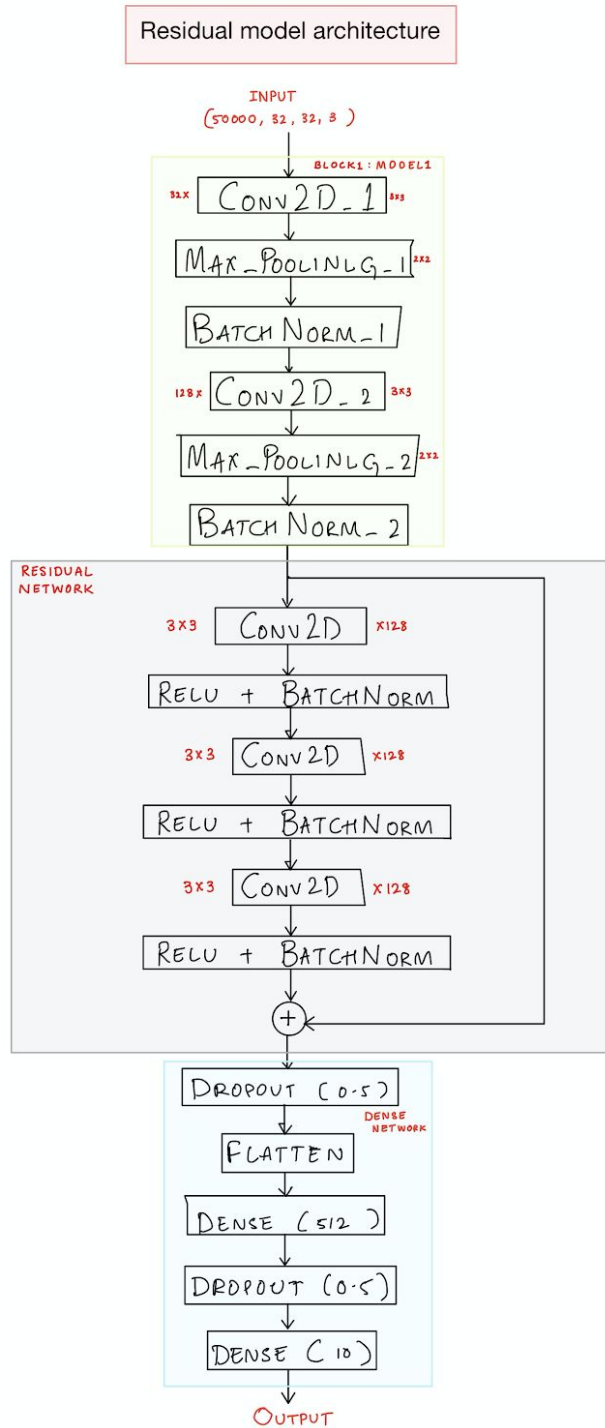 Residual model architecture
INPUT
(50000, 32, 32, 3)
BLOCK1: MODEL1
32X CONV2D_1 3X3
MAX_POOLINLG_1 2X2
BATCHNORM_1
128X CONV2D_2 3X3
MAX_POOLINLG_2 2X2
BATCHNORM_2
RESIDUAL
NETWORK
3X3 CONV2D X128
RELU + BATCHNORM
3X3 CONV2D X128
RELU + BATCHNORM
3X3 CONV2D X128
RELU + BATCHNORM
+
DROPOUT (0.5)
DENSE
NETWORK
FLATTEN
DENSE (512)
DROPOUT (0.5)
DENSE (10)
OUTPUT